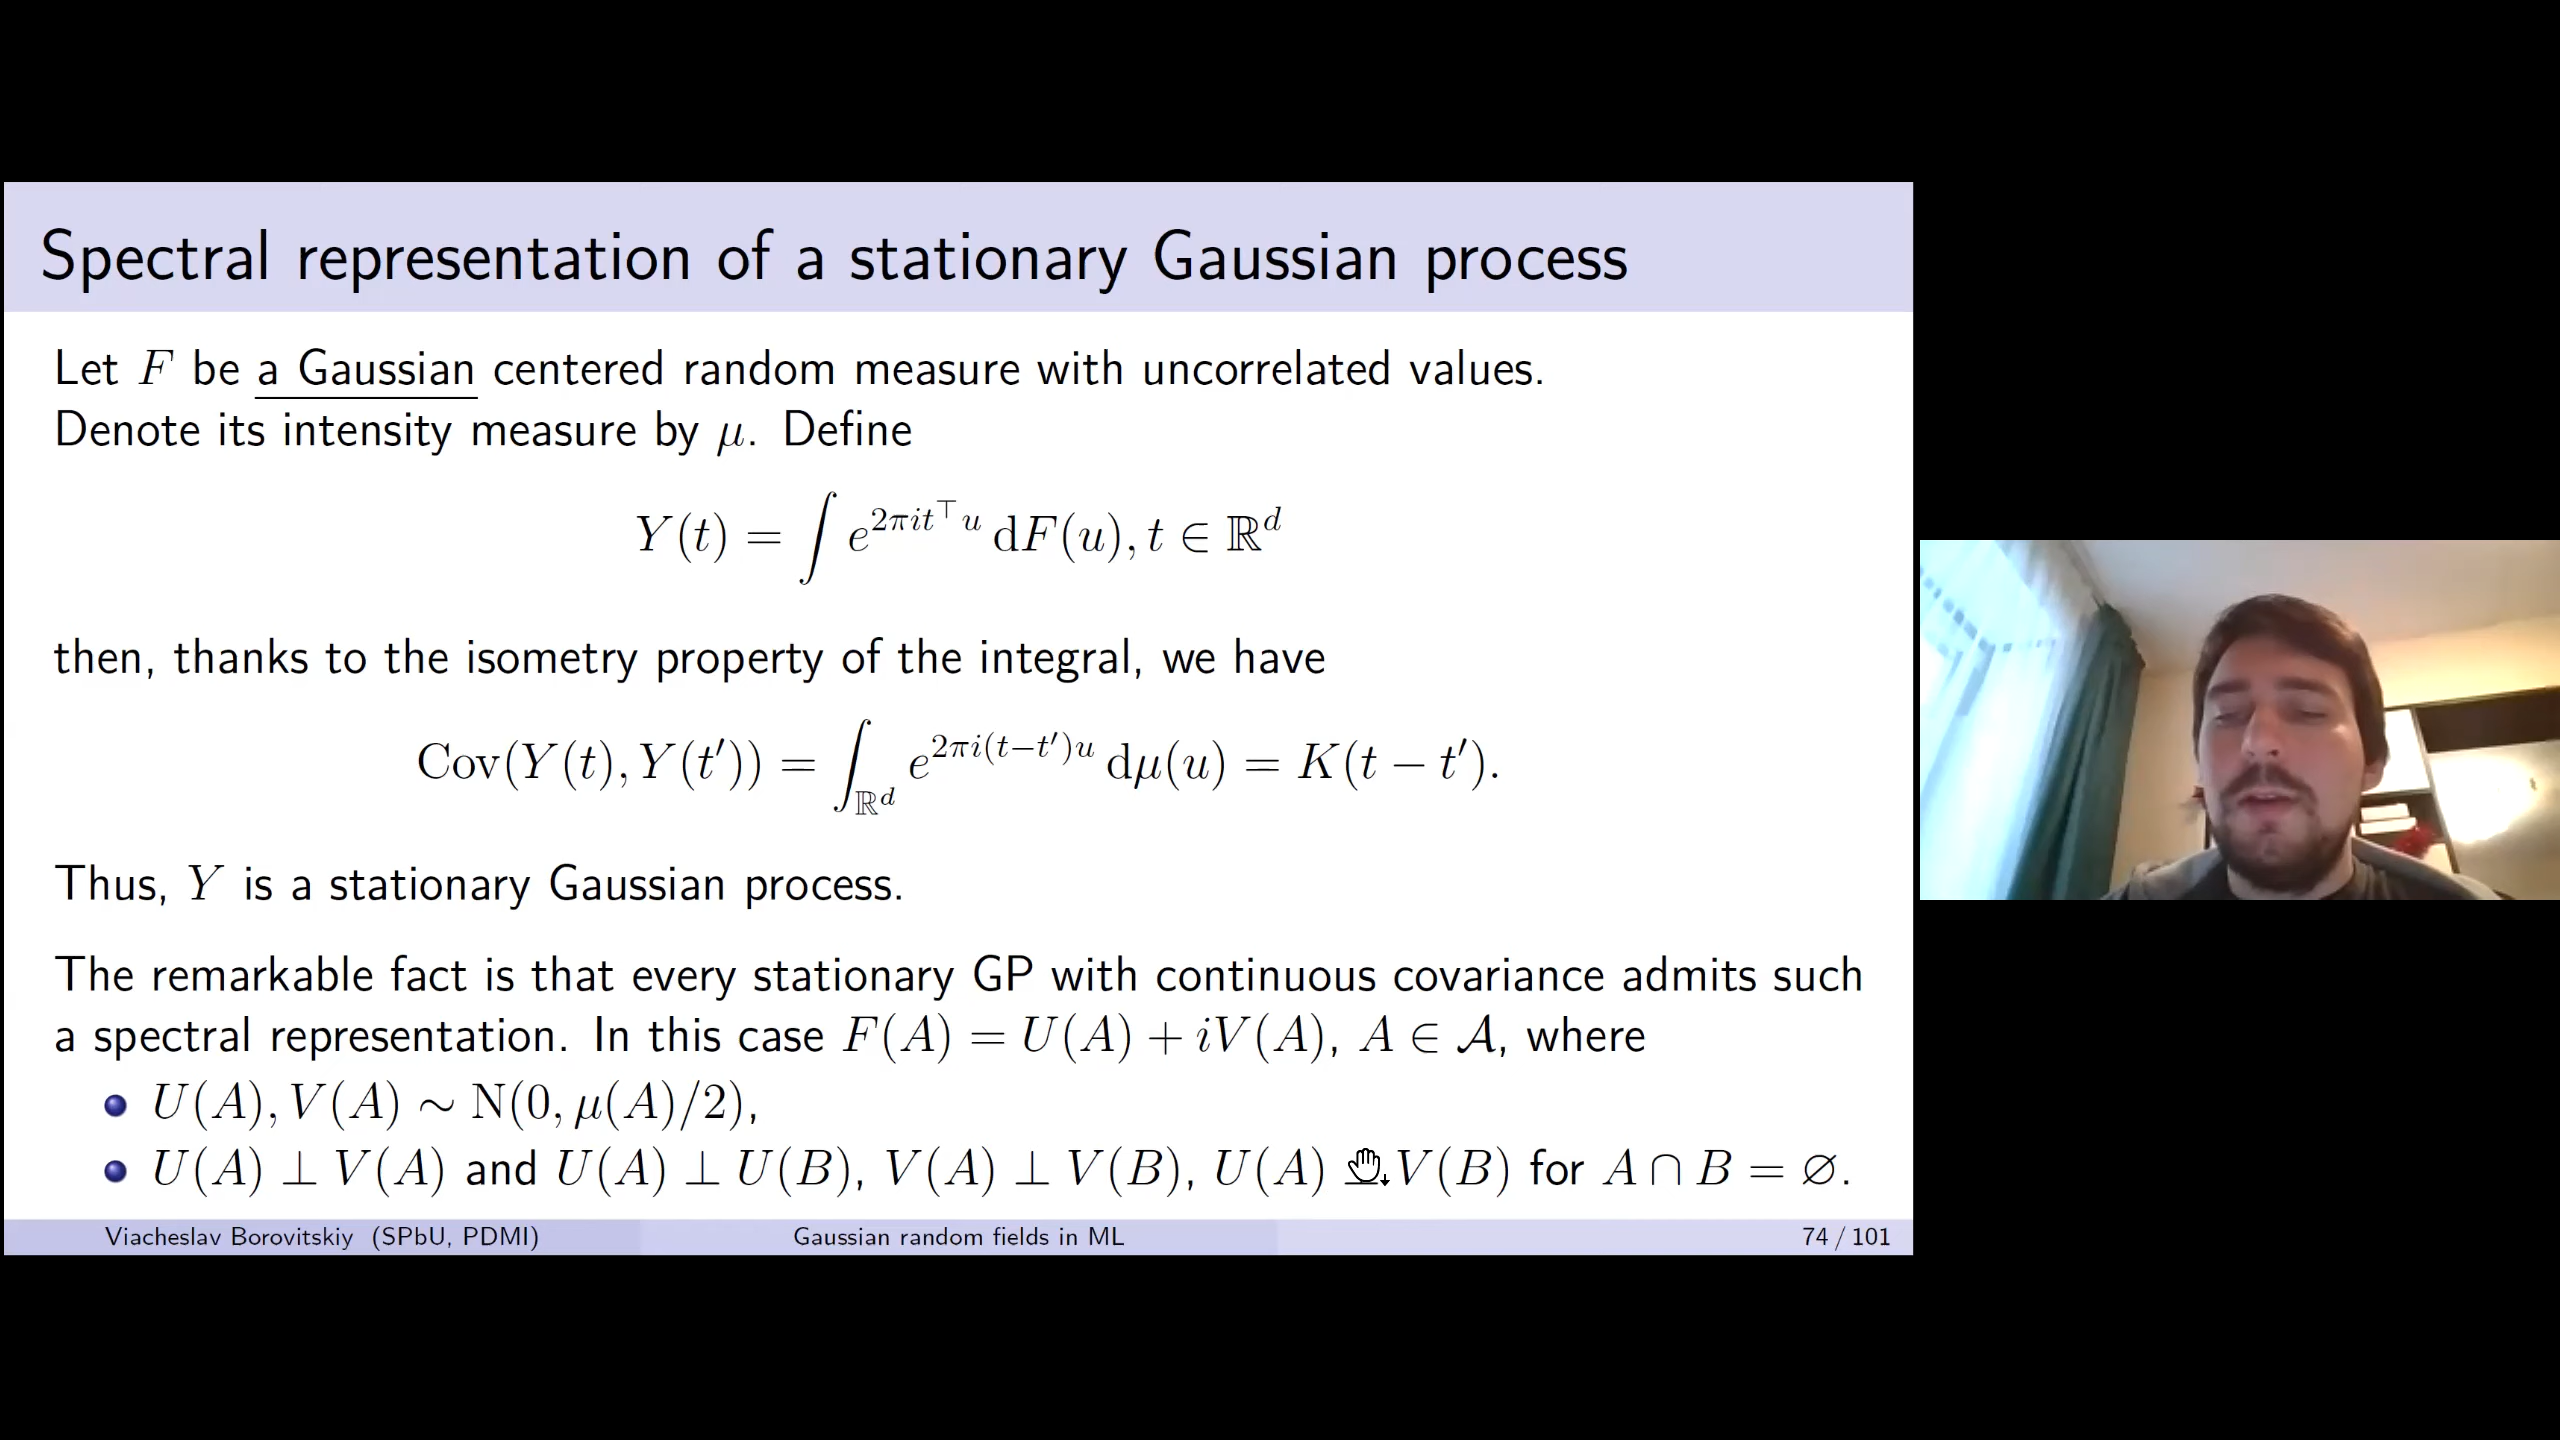 Spectral representation of a stationary Gaussian process
Let F be a Gaussian centered random measure with uncorrelated values.
Denote its intensity measure by μ. Define
Y(t) = ∫ e^{2πit^⊤u} dF(u), t ∈ ℝ^d
then, thanks to the isometry property of the integral, we have
Cov(Y(t), Y(t′)) = ∫_{ℝ^d} e^{2πi(t−t′)u} dμ(u) = K(t − t′).
Thus, Y is a stationary Gaussian process.
The remarkable fact is that every stationary GP with continuous covariance admits such
a spectral representation. In this case F(A) = U(A) + iV(A), A ∈ 𝒜, where
• U(A), V(A) ∼ N(0, μ(A)/2),
• U(A) ⊥ V(A) and U(A) ⊥ U(B), V(A) ⊥ V(B), U(A) ⊥ V(B) for A ∩ B = ∅.
Viacheslav Borovitskiy (SPbU, PDMI) Gaussian random fields in ML 74 / 101